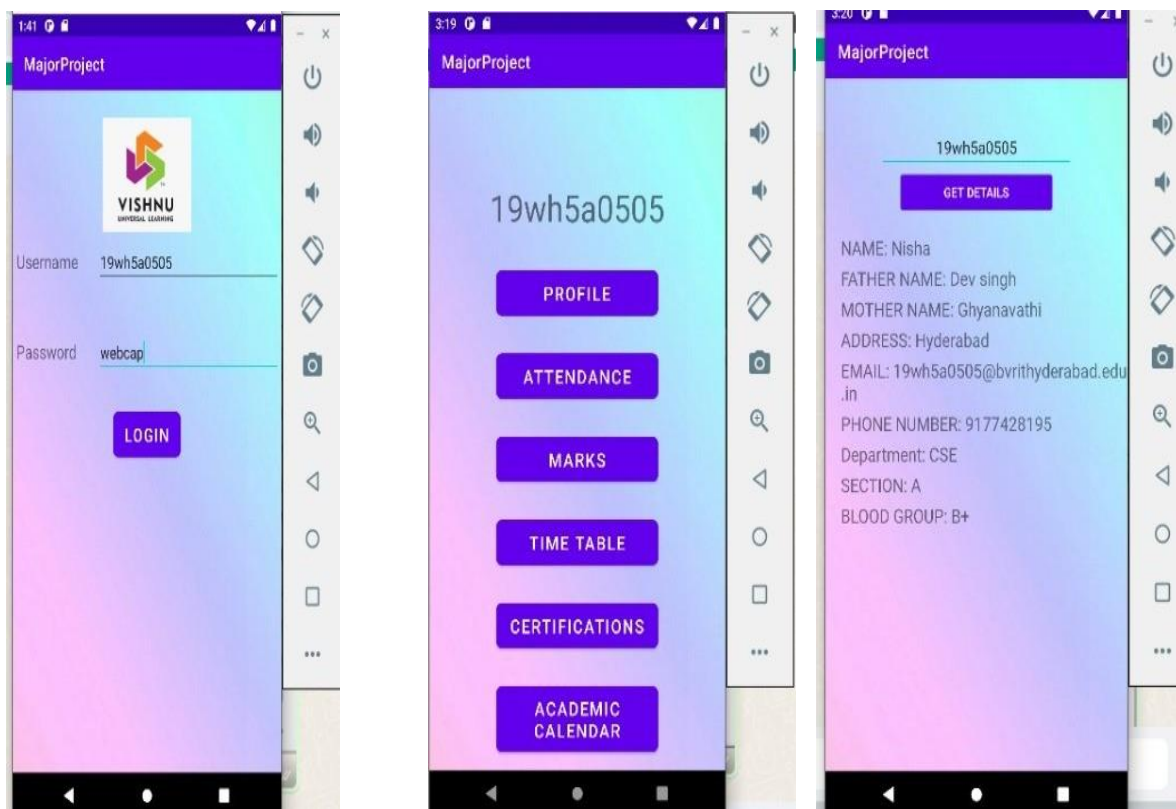 1:41
MajorProject
VISHNU
UNIVERSAL LEARNING
Username 19wh5a0505
Password webcap
LOGIN
3:19
MajorProject
19wh5a0505
PROFILE
ATTENDANCE
MARKS
TIME TABLE
CERTIFICATIONS
ACADEMIC
CALENDAR
3:20
MajorProject
19wh5a0505
GET DETAILS
NAME: Nisha
FATHER NAME: Dev singh
MOTHER NAME: Ghyanavathi
ADDRESS: Hyderabad
EMAIL: 19wh5a0505@bvrithyderabad.edu
.in
PHONE NUMBER: 9177428195
Department: CSE
SECTION: A
BLOOD GROUP: B+